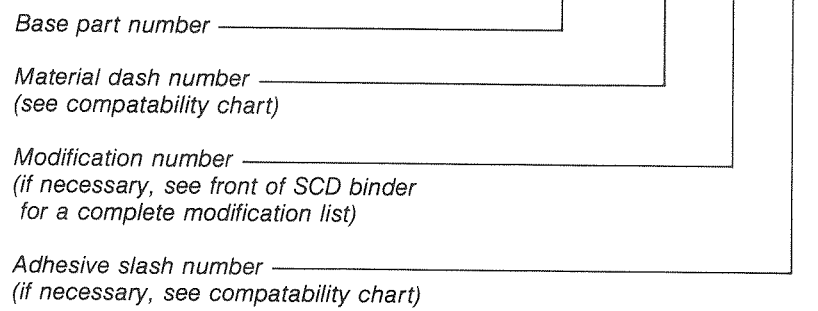 Base part number
Material dash number
(see compatability chart)
Modification number
(if necessary, see front of SCD binder
for a complete modification list)
Adhesive slash number
(if necessary, see compatability chart)